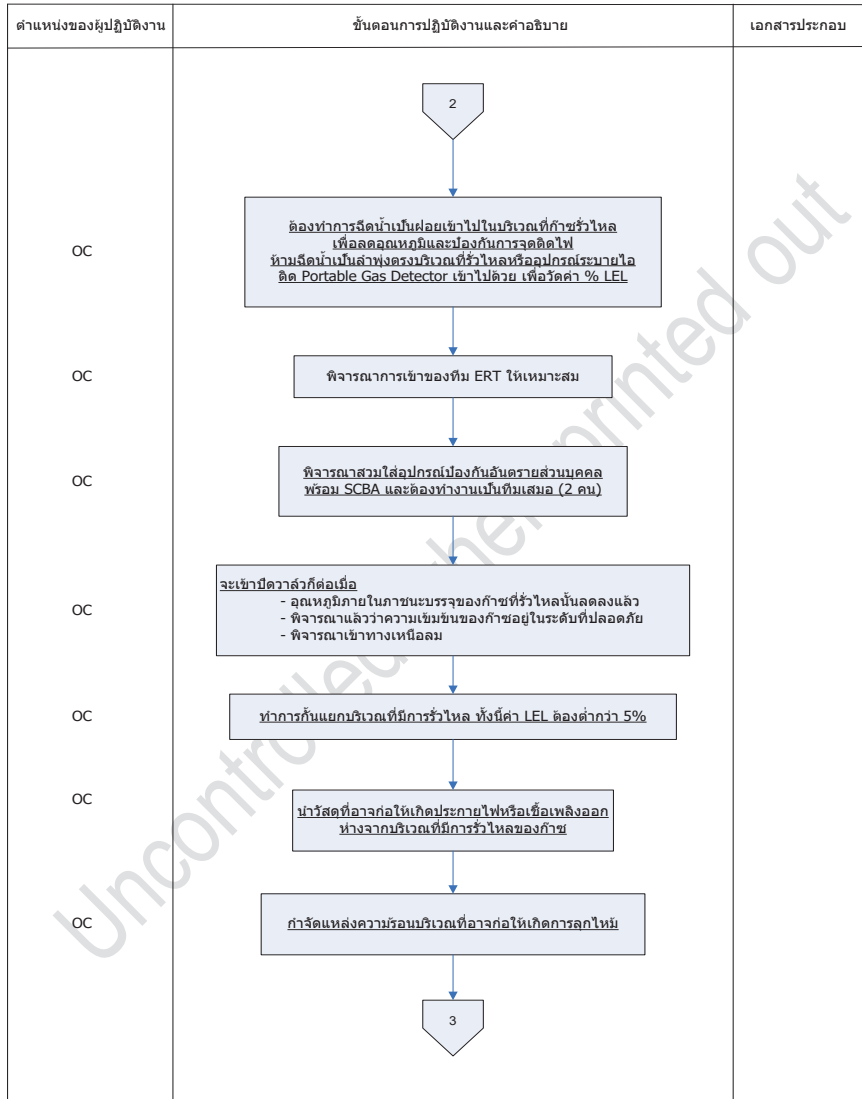 ตำแหน่งของผู้ปฏิบัติงาน
ขั้นตอนการปฏิบัติงานและคำอธิบาย
เอกสารประกอบ
2
OC
ต้องทำการฉีดน้ำเป็นฝอยเข้าไปในบริเวณที่ก๊าซรั่วไหล
เพื่อลดอุณหภูมิและป้องกันการจุดติดไฟ
ห้ามฉีดน้ำเป็นลำพุ่งตรงบริเวณที่รั่วไหลหรืออุปกรณ์ระบายไอ
ติด Portable Gas Detector เข้าไปด้วย เพื่อวัดค่า % LEL
OC
พิจารณาการเข้าของทีม ERT ให้เหมาะสม
OC
พิจารณาสวมใส่อุปกรณ์ป้องกันอันตรายส่วนบุคคล
พร้อม SCBA และต้องทำงานเป็นทีมเสมอ (2 คน)
OC
จะเข้าปิดวาล์วก็ต่อเมื่อ
- อุณหภูมิภายในภาชนะบรรจุของก๊าซที่รั่วไหลนั้นลดลงแล้ว
- พิจารณาแล้วว่าความเข้มข้นของก๊าซอยู่ในระดับที่ปลอดภัย
- พิจารณาเข้าทางเหนือลม
OC
ทำการกั้นแยกบริเวณที่มีการรั่วไหล ทั้งนี้ค่า LEL ต้องต่ำกว่า 5%
OC
นำวัสดุที่อาจก่อให้เกิดประกายไฟหรือเชื้อเพลิงออก
ห่างจากบริเวณที่มีการรั่วไหลของก๊าซ
OC
กำจัดแหล่งความร้อนบริเวณที่อาจก่อให้เกิดการลุกไหม้
3